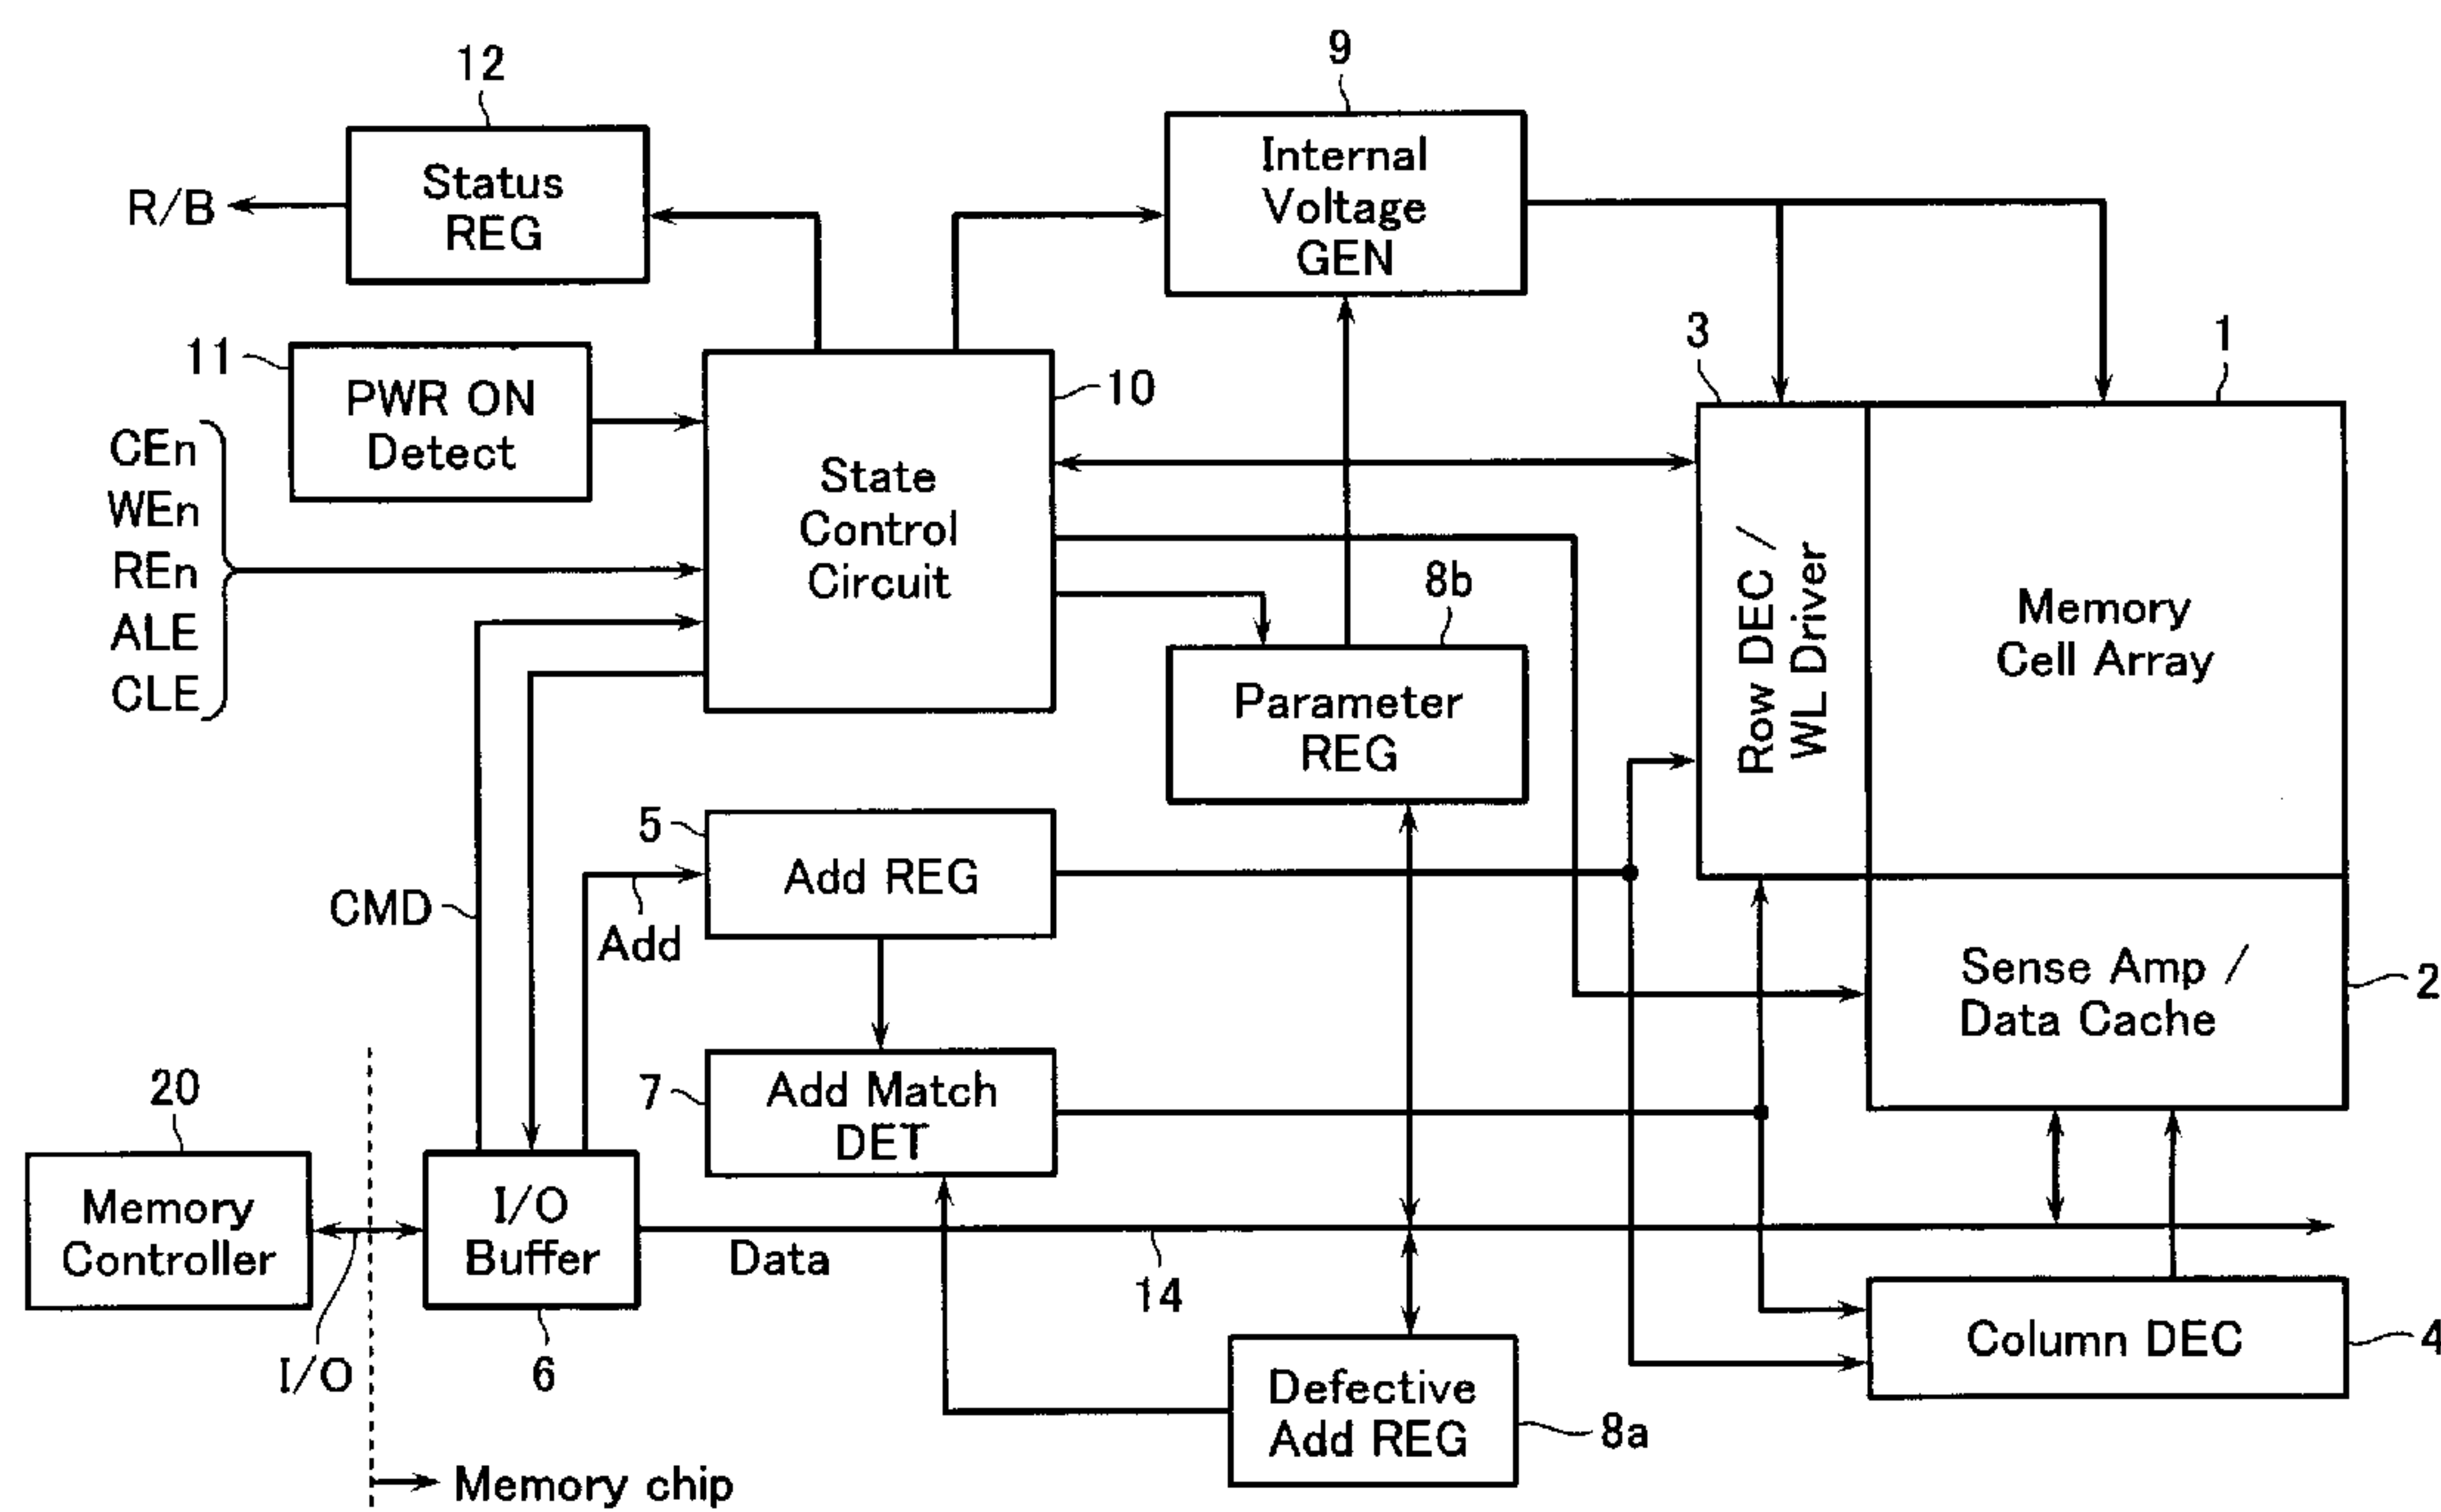 12
Status
REG
R/B
9
Internal
Voltage
GEN
11
PWR ON
Detect
CEn
WEn
REn
ALE
CLE
10
State
Control
Circuit
3
Row DEC /
WL Driver
1
Memory
Cell Array
8b
Parameter
REG
5
Add REG
CMD
Add
Sense Amp /
Data Cache
2
7
Add Match
DET
20
Memory
Controller
I/O
I/O
Buffer
6
Data
14
Column DEC
4
Defective
Add REG
8a
Memory chip